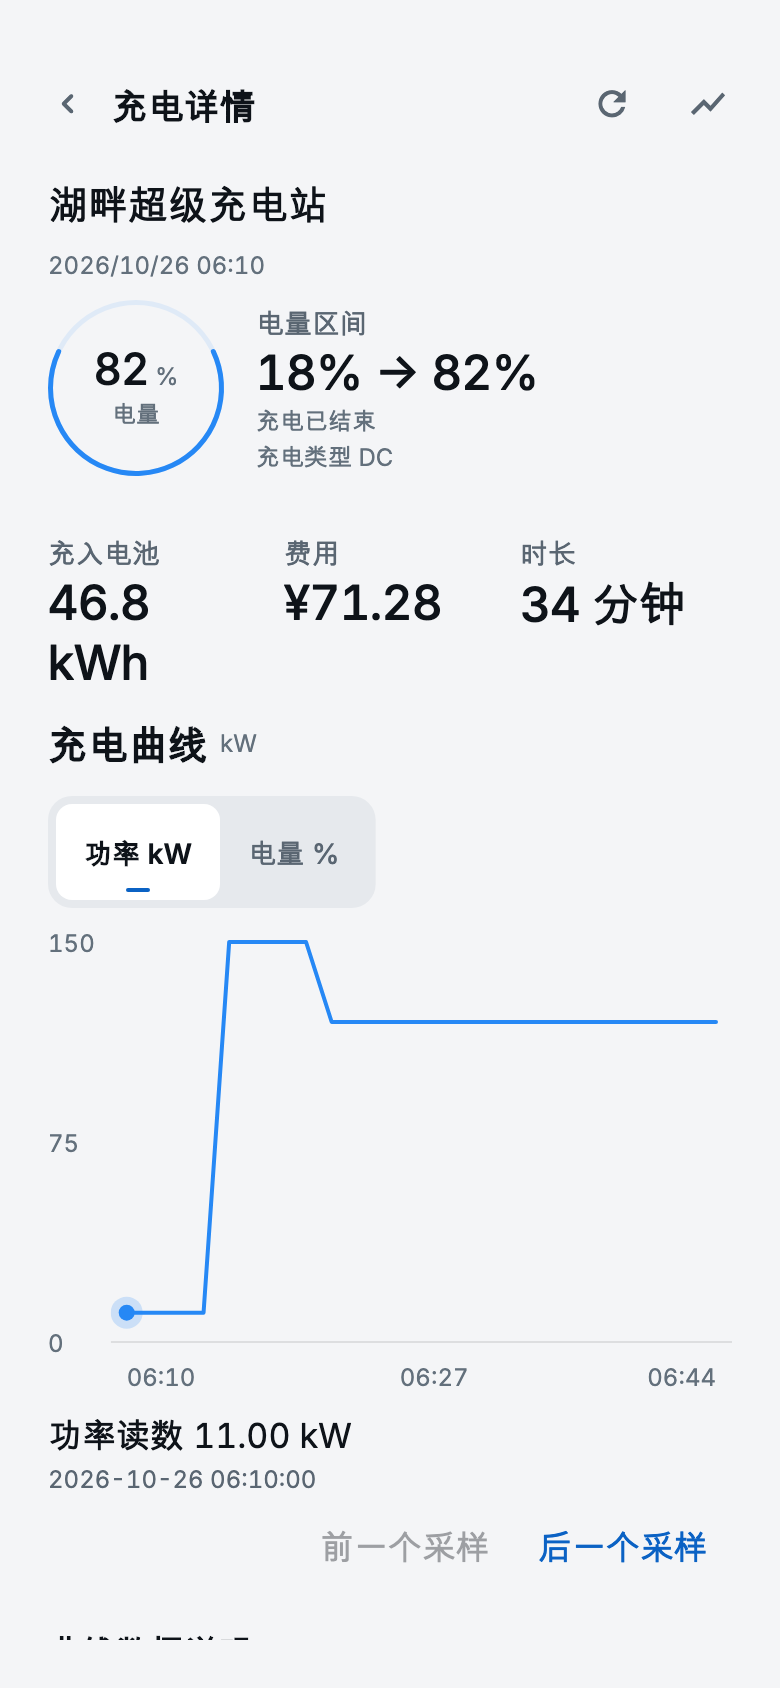 充电详情
湖畔超级充电站
2026/10/26 06:10
82 %
电量
电量区间
18% → 82%
充电已结束
充电类型 DC
充入电池
46.8
kWh
费用
¥71.28
时长
34 分钟
充电曲线 kW
功率 kW
电量 %
150
75
0
06:10
06:27
06:44
功率读数 11.00 kW
2026-10-26 06:10:00
前一个采样
后一个采样